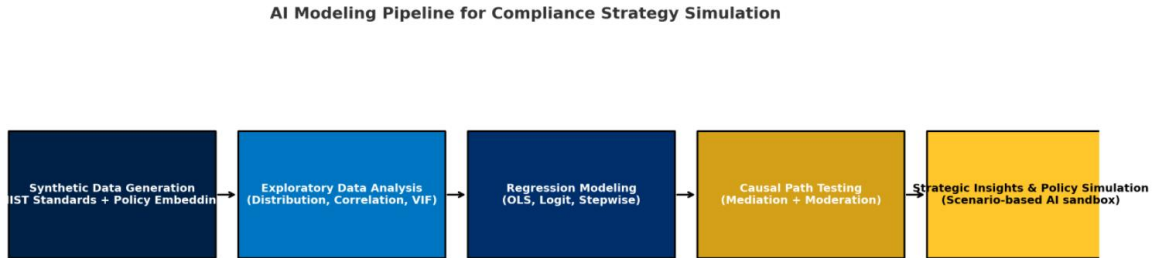 AI Modeling Pipeline for Compliance Strategy Simulation
Synthetic Data Generation
IST Standards + Policy Embeddin
Exploratory Data Analysis
(Distribution, Correlation, VIF)
Regression Modeling
(OLS, Logit, Stepwise)
Causal Path Testing
(Mediation + Moderation)
Strategic Insights & Policy Simulation
(Scenario-based AI sandbox)